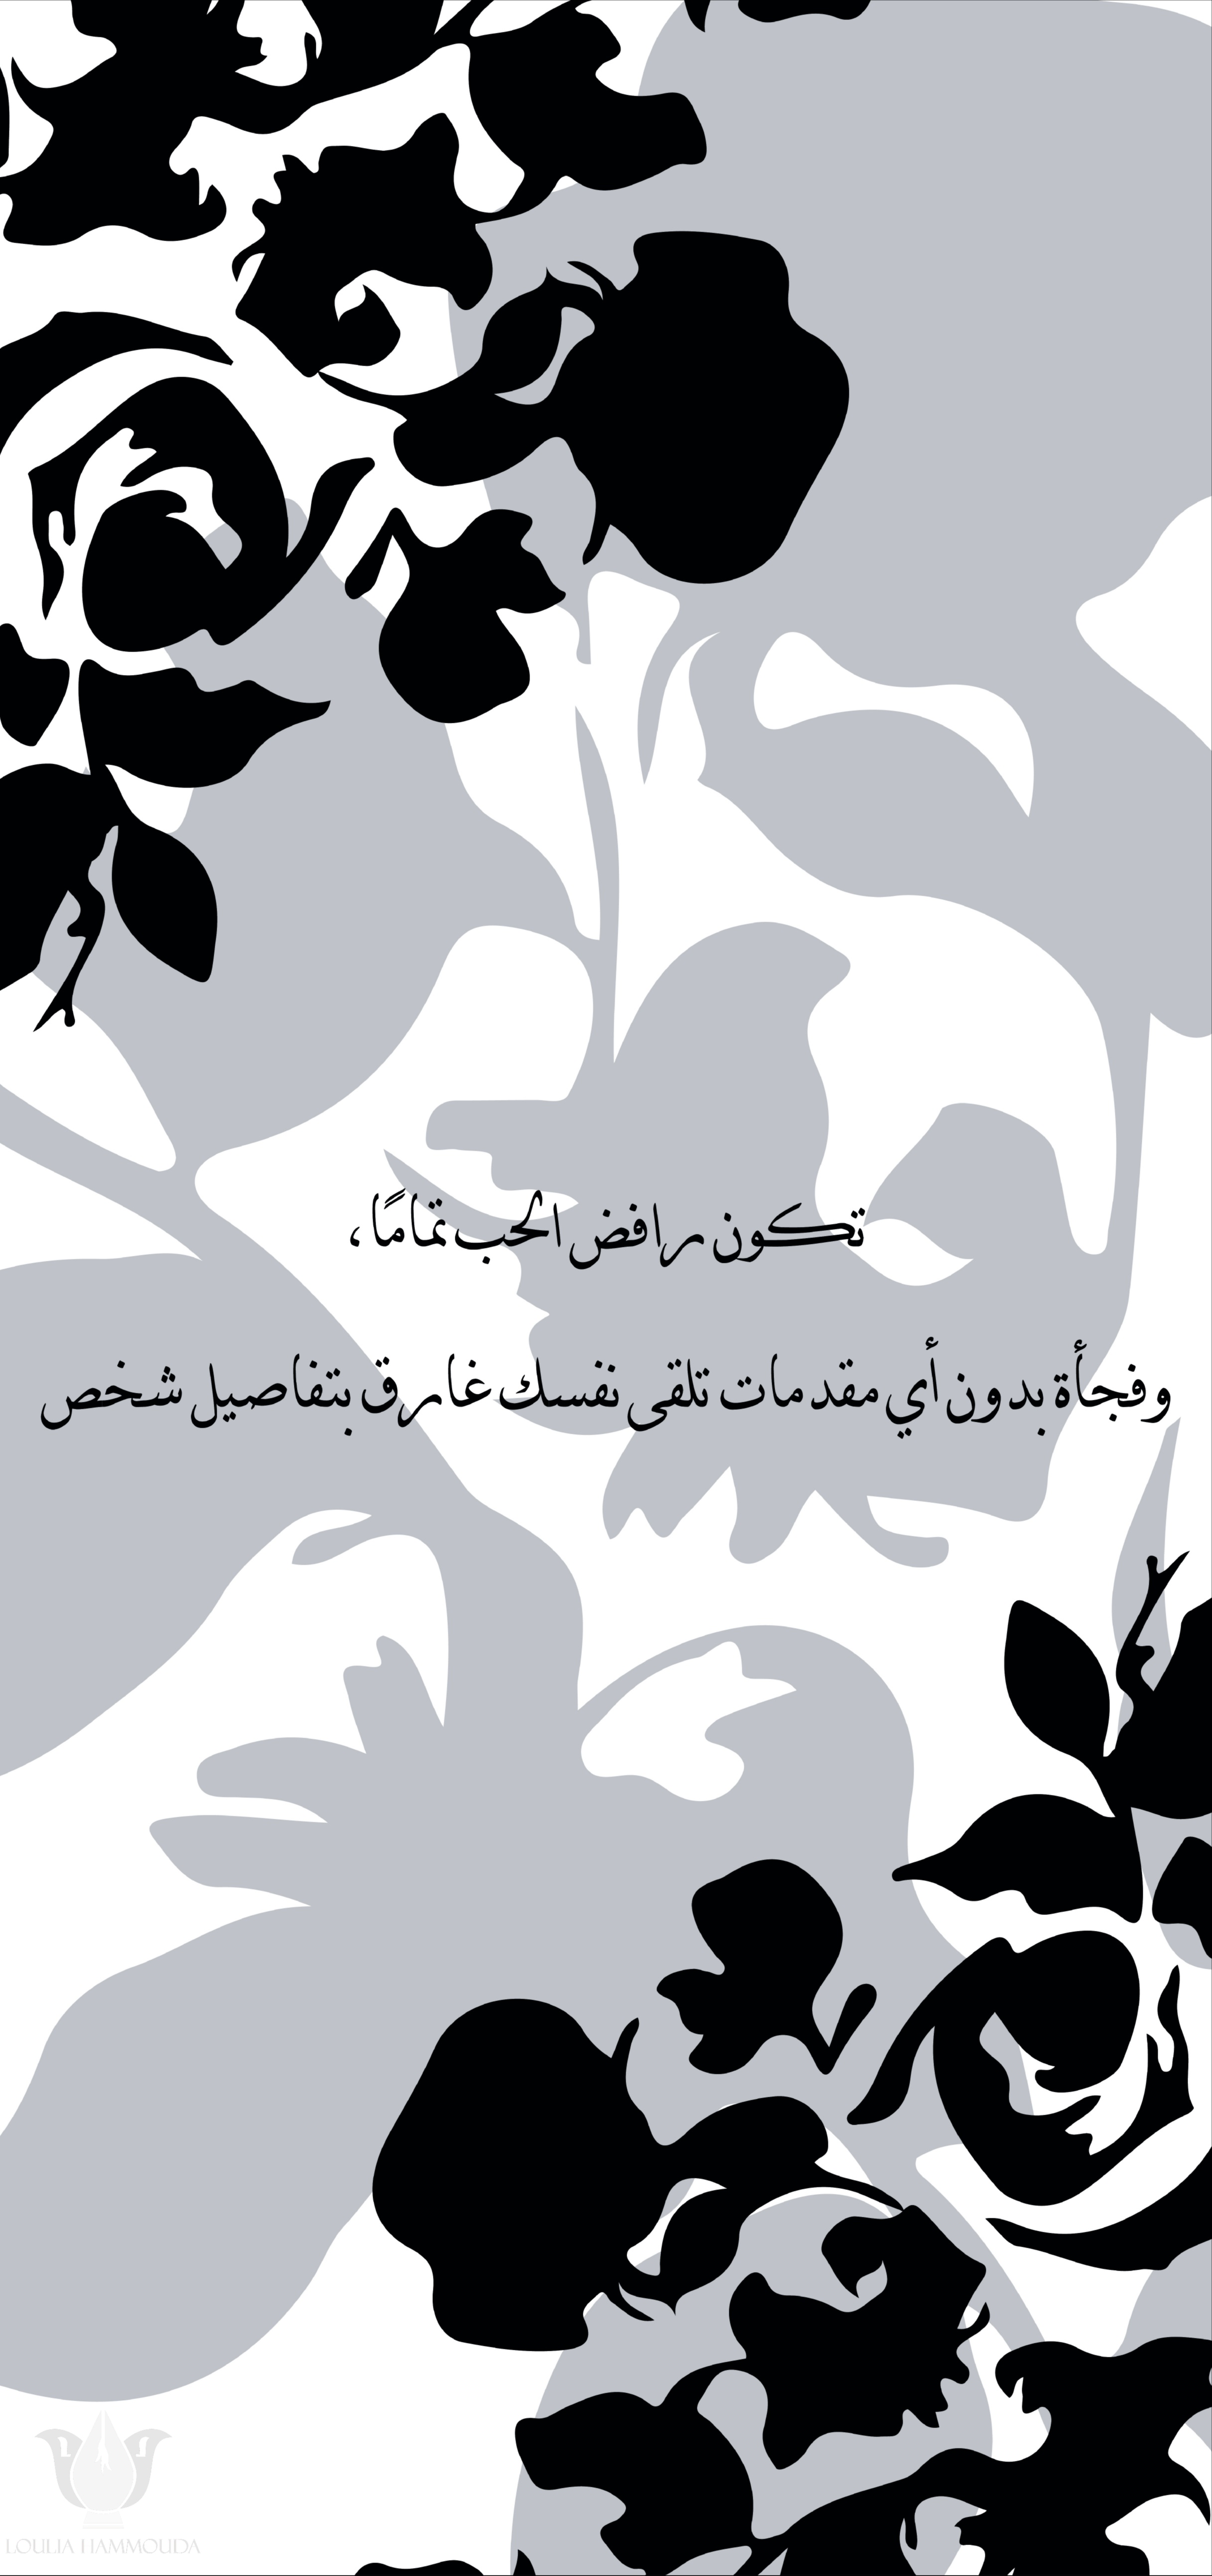 تكون رافض الحب تمامًا،
وفجأة بدون أي مقدمات تلقى نفسك غارق بتفاصيل شخص
LOULIA HAMMOUDA